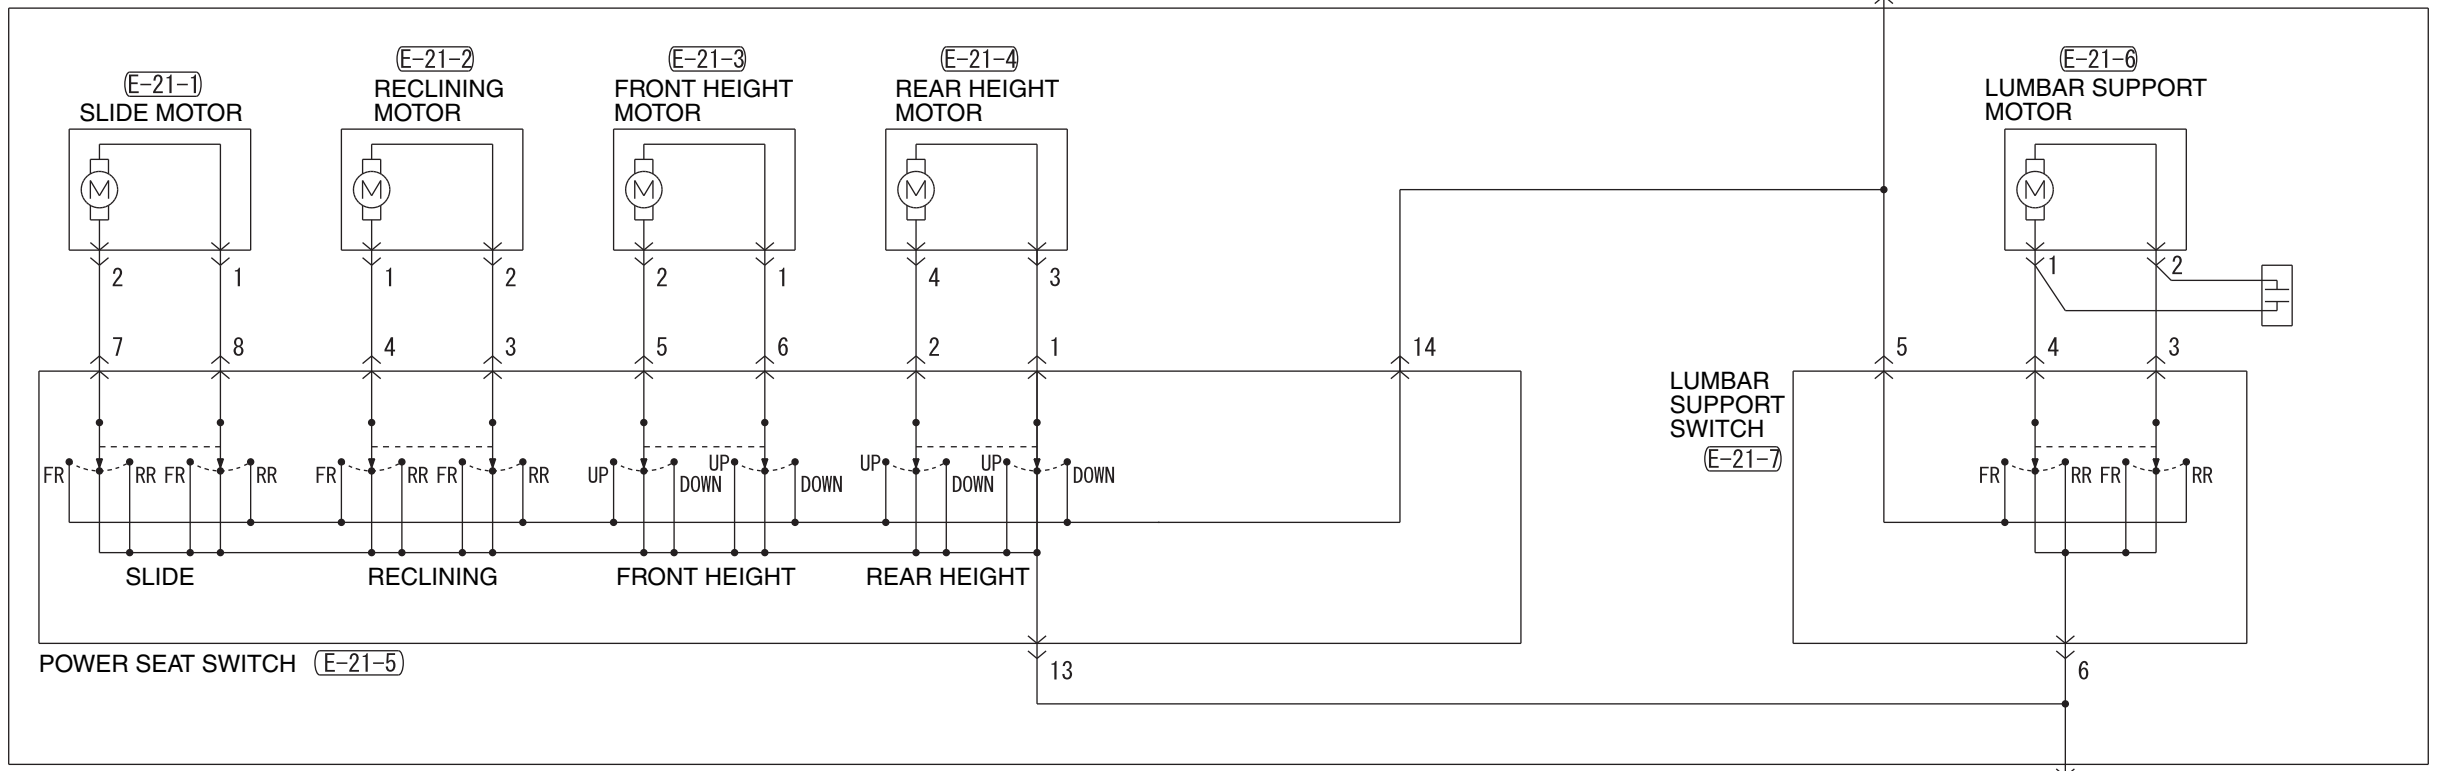 E-21-1
SLIDE MOTOR
E-21-2
RECLINING
MOTOR
E-21-3
FRONT HEIGHT
MOTOR
E-21-4
REAR HEIGHT
MOTOR
E-21-6
LUMBAR SUPPORT
MOTOR
M M M M M
2 1 1 2 2 1 4 3 1 2
7 8 4 3 5 6 2 1 14 5 4 3
LUMBAR
SUPPORT
SWITCH
E-21-7
FR RR FR RR FR RR FR RR UP DOWN UP DOWN UP DOWN UP DOWN FR RR FR RR
SLIDE RECLINING FRONT HEIGHT REAR HEIGHT
POWER SEAT SWITCH E-21-5
13 6